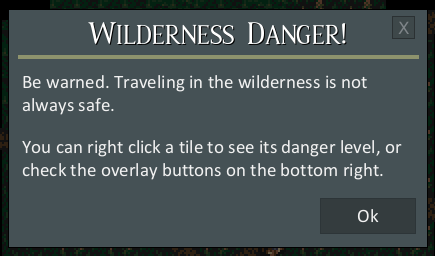 WILDERNESS DANGER!
X
Be warned. Traveling in the wilderness is not
always safe.
You can right click a tile to see its danger level, or
check the overlay buttons on the bottom right.
Ok